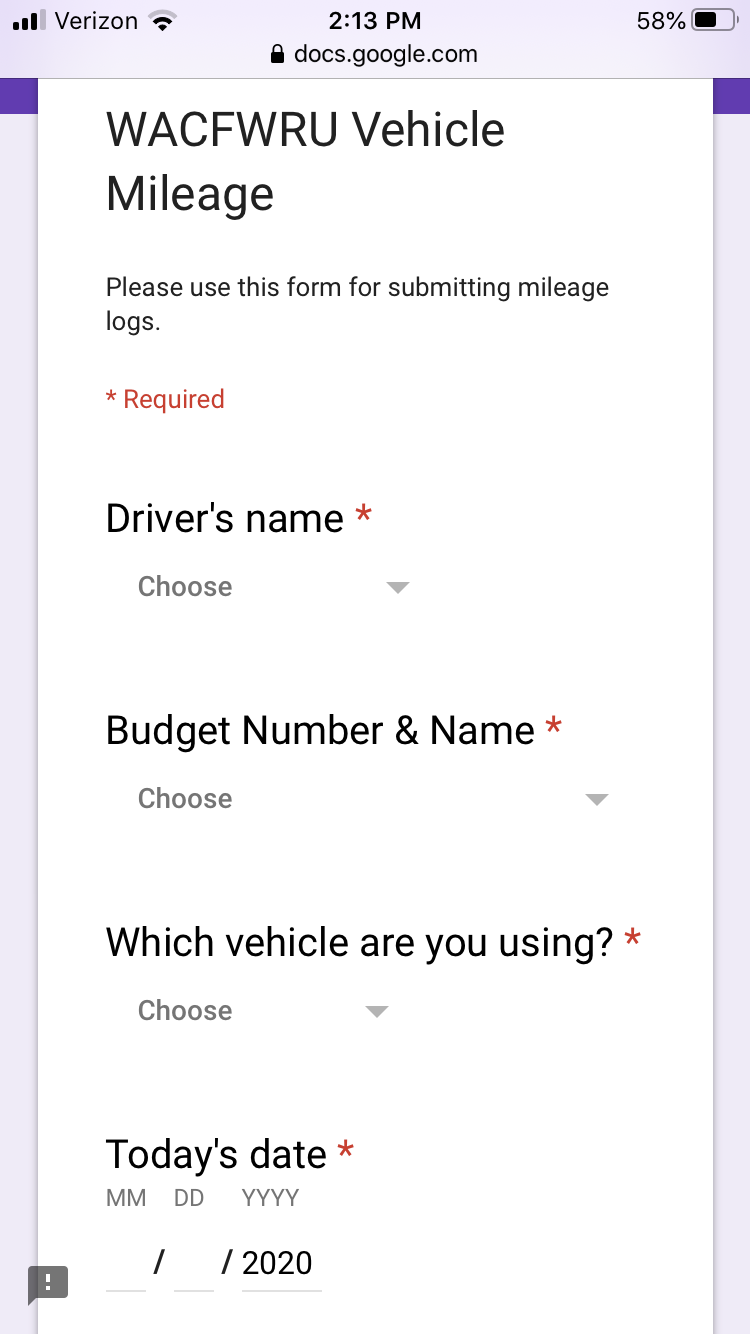 Verizon 2:13 PM 58%
docs.google.com
WACFWRU Vehicle
Mileage
Please use this form for submitting mileage
logs.
* Required
Driver's name *
Choose
Budget Number & Name *
Choose
Which vehicle are you using? *
Choose
Today's date *
MM DD YYYY
/ / 2020
!